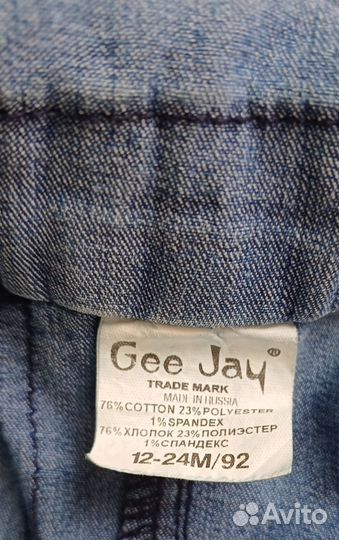 Gee Jay®
TRADE MARK
MADE IN RUSSIA
76%COTTON 23%POLYESTER
1%SPANDEX
76%ХЛОПОК 23%ПОЛИЭСТЕР
1%СПАНДЕКС
12-24M/92
Avito